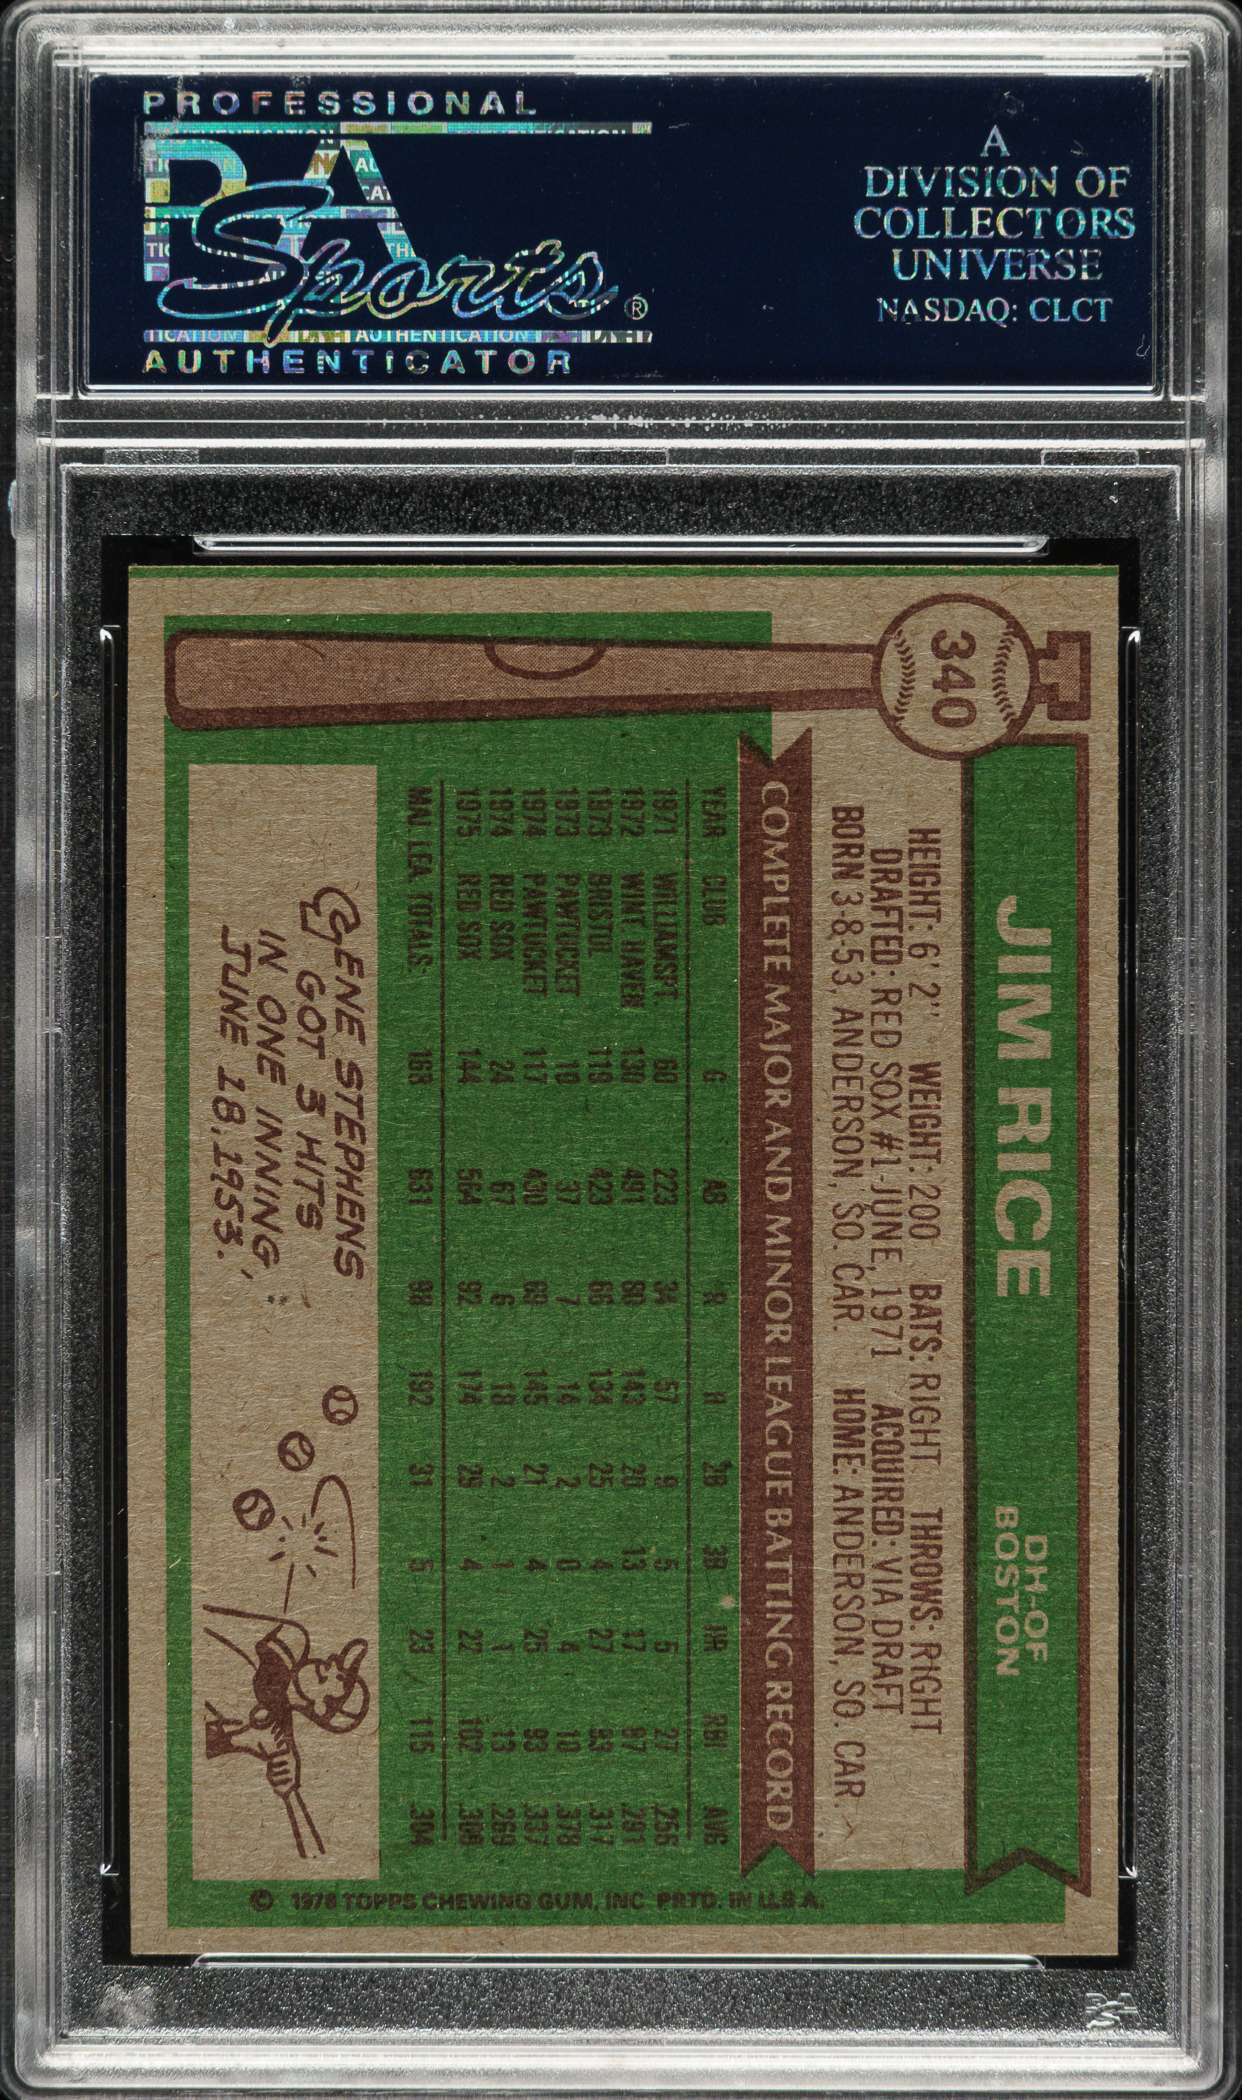 PROFESSIONAL
PSA
Sports®
AUTHENTICATION
AUTHENTICATOR
A
DIVISION OF
COLLECTORS
UNIVERSE
NASDAQ: CLCT
340
JIM RICE
DH-OF
BOSTON
HEIGHT: 6'2" WEIGHT: 200 BATS: RIGHT THROWS: RIGHT
DRAFTED: RED SOX #1-JUNE, 1971 ACQUIRED: VIA DRAFT
BORN 3-8-53, ANDERSON, SO. CAR. HOME: ANDERSON, SO. CAR.
COMPLETE MAJOR AND MINOR LEAGUE BATTING RECORD
YEAR CLUB G AB R H 2B 3B HR RBI AVG
1971 WILLIAMSPT. 60 223 34 57 9 5 5 27 .256
1972 WINT HAVEN 130 491 80 143 20 13 17 87 .291
1973 BRISTOL 119 423 66 134 25 4 27 93 .317
1973 PAWTUCKET 10 37 7 14 2 0 4 10 .378
1974 PAWTUCKET 117 430 69 145 21 4 25 93 .337
1974 RED SOX 24 67 6 18 2 1 1 13 .269
1975 RED SOX 144 564 92 174 29 4 22 102 .309
MAJ. LEA. TOTALS: 168 631 98 192 31 5 23 115 .304
GENE STEPHENS
GOT 3 HITS
IN ONE INNING,
JUNE 18, 1953.
© 1976 TOPPS CHEWING GUM, INC. PRTD. IN U.S.A.
PSA